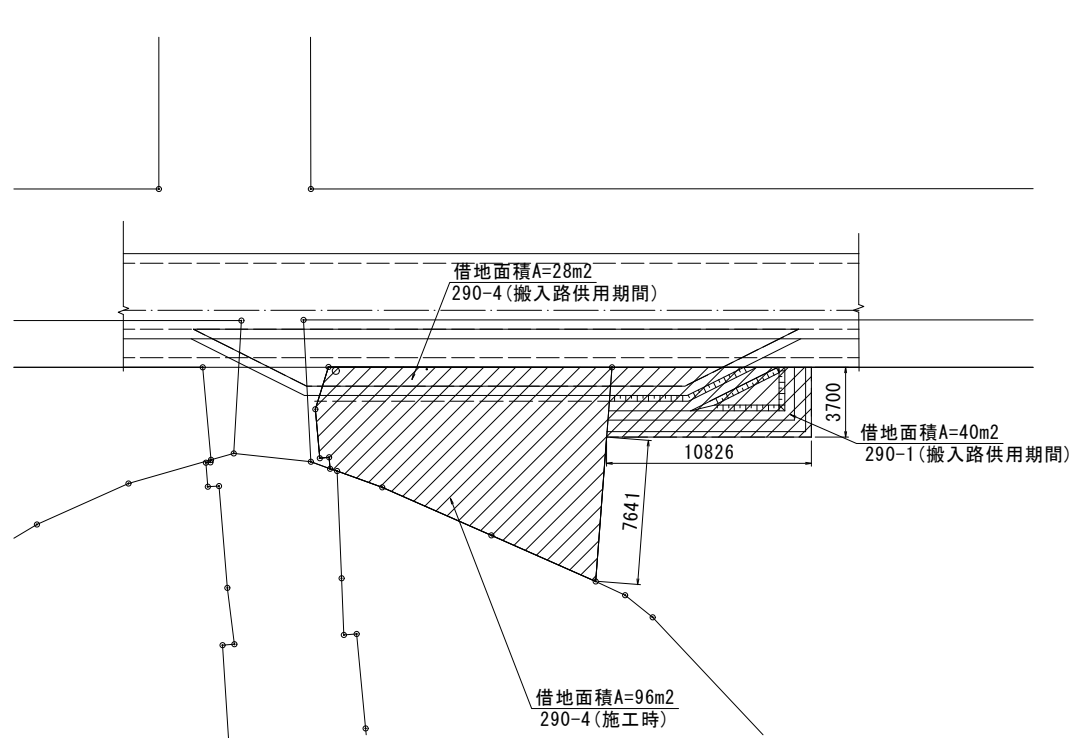 借地面積A=28m2
290-4(搬入路供用期間)
3700
借地面積A=40m2
290-1(搬入路供用期間)
10826
7641
借地面積A=96m2
290-4(施工時)